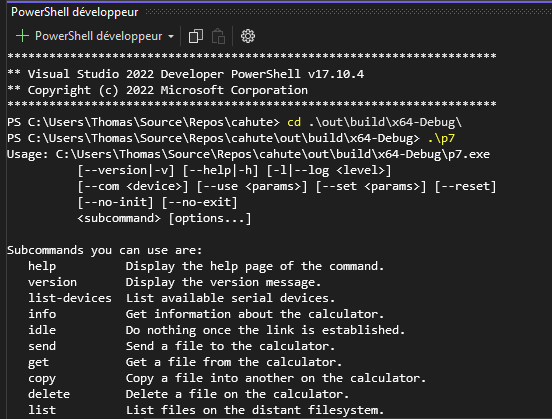 PowerShell développeur
+ PowerShell développeur
****************************************************************
** Visual Studio 2022 Developer PowerShell v17.10.4
** Copyright (c) 2022 Microsoft Corporation
****************************************************************
PS C:\Users\Thomas\Source\Repos\cahute> cd .\out\build\x64-Debug\
PS C:\Users\Thomas\Source\Repos\cahute\out\build\x64-Debug> .\p7
Usage: C:\Users\Thomas\Source\Repos\cahute\out\build\x64-Debug\p7.exe
[--version|-v] [--help|-h] [-l|--log <level>]
[--com <device>] [--use <params>] [--set <params>] [--reset]
[--no-init] [--no-exit]
<subcommand> [options...]
Subcommands you can use are:
help Display the help page of the command.
version Display the version message.
list-devices List available serial devices.
info Get information about the calculator.
idle Do nothing once the link is established.
send Send a file to the calculator.
get Get a file from the calculator.
copy Copy a file into another on the calculator.
delete Delete a file on the calculator.
list List files on the distant filesystem.